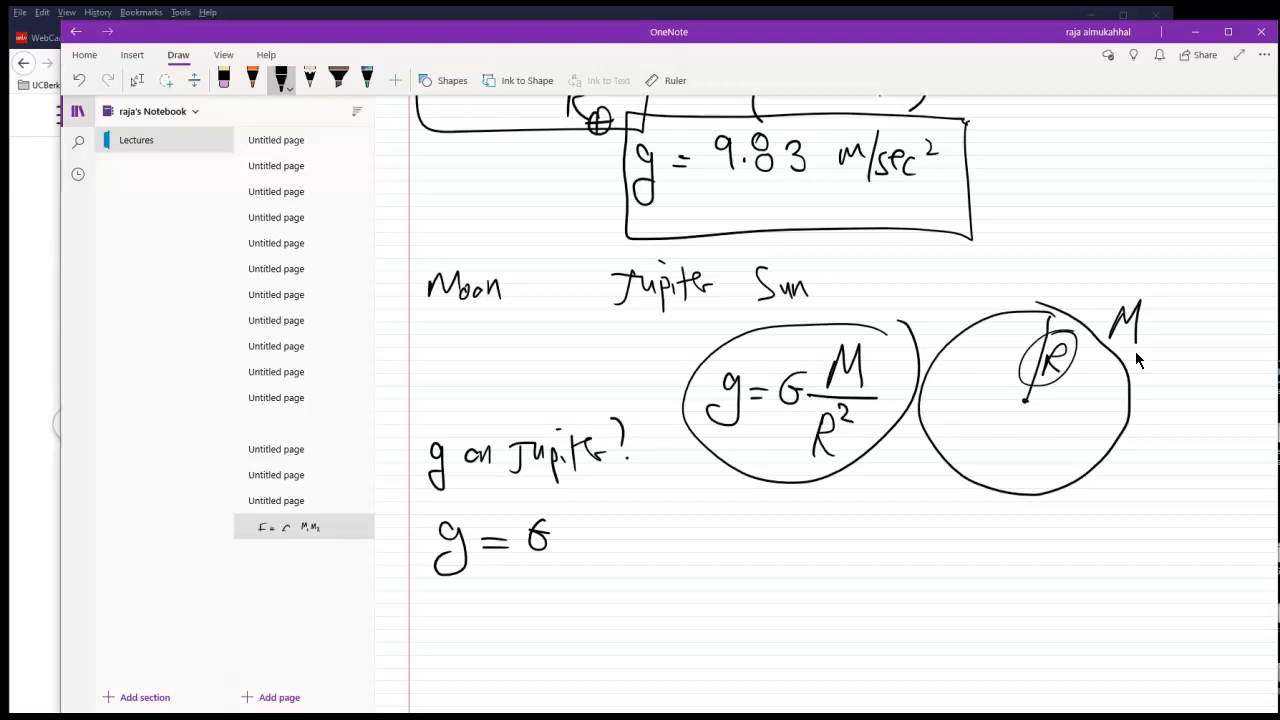 File Edit View History Bookmarks Tools Help
WebCa
OneNote
raja almukahhal
Home Insert Draw View Help
Share
UCBerk
Shapes Ink to Shape Ink to Text Ruler
raja's Notebook
Lectures
Untitled page
Untitled page
Untitled page
Untitled page
Untitled page
Untitled page
Untitled page
Untitled page
Untitled page
Untitled page
Untitled page
Untitled page
Untitled page
Untitled page
F = G M₁M₂
Add section
Add page
R⊕
g = 9.83 m/sec²
Moon Jupiter Sun
g = G M/R²
R
M
g on Jupiter?
g = G